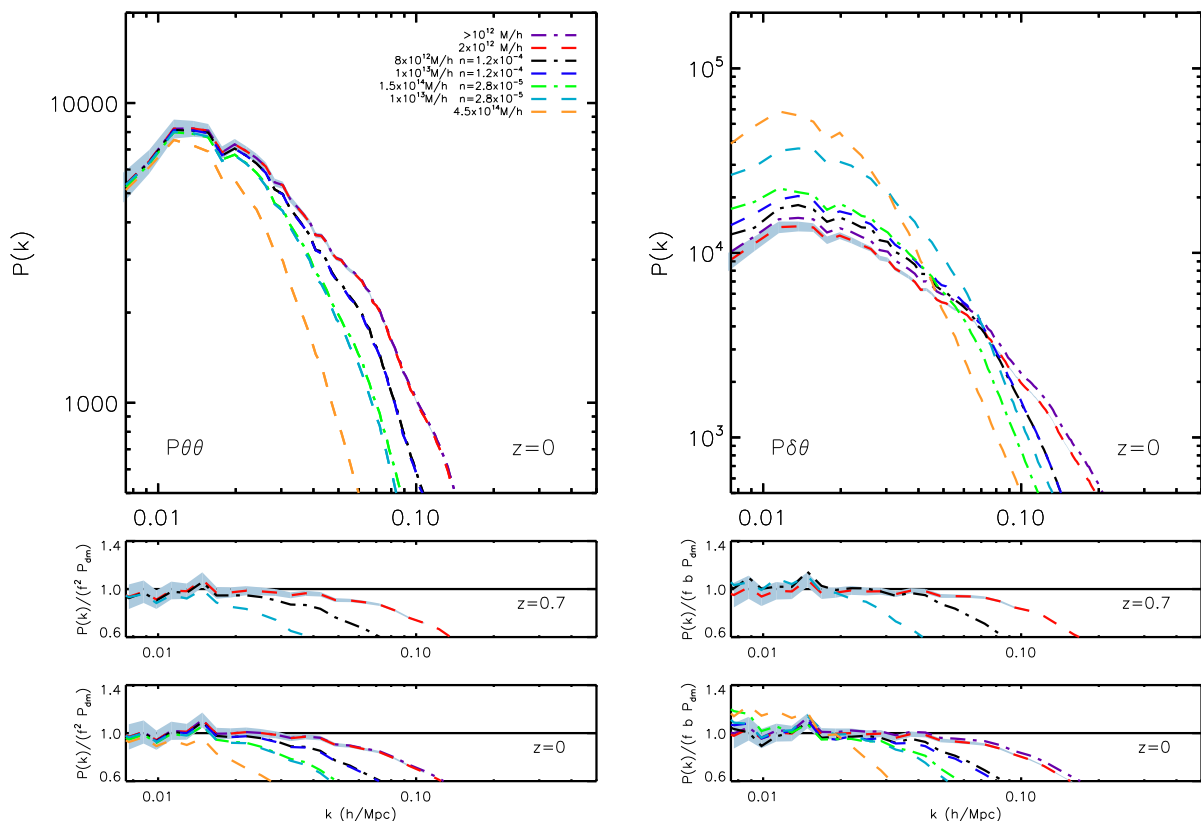 >10¹² M/h
2x10¹² M/h
8x10¹²M/h n=1.2x10⁻⁴
1x10¹³M/h n=1.2x10⁻⁴
1.5x10¹⁴M/h n=2.8x10⁻⁵
1x10¹³M/h n=2.8x10⁻⁵
4.5x10¹⁴M/h
10000
1000
P(k)
Pθθ
z=0
0.01
0.10
10⁵
10⁴
10³
P(k)
Pδθ
z=0
0.01
0.10
1.4
1.0
0.6
P(k)/(f² P_dm)
z=0.7
0.01
0.10
1.4
1.0
0.6
P(k)/(f b P_dm)
z=0.7
0.01
0.10
1.4
1.0
0.6
P(k)/(f² P_dm)
z=0
0.01
0.10
k (h/Mpc)
1.4
1.0
0.6
P(k)/(f b P_dm)
z=0
0.01
0.10
k (h/Mpc)